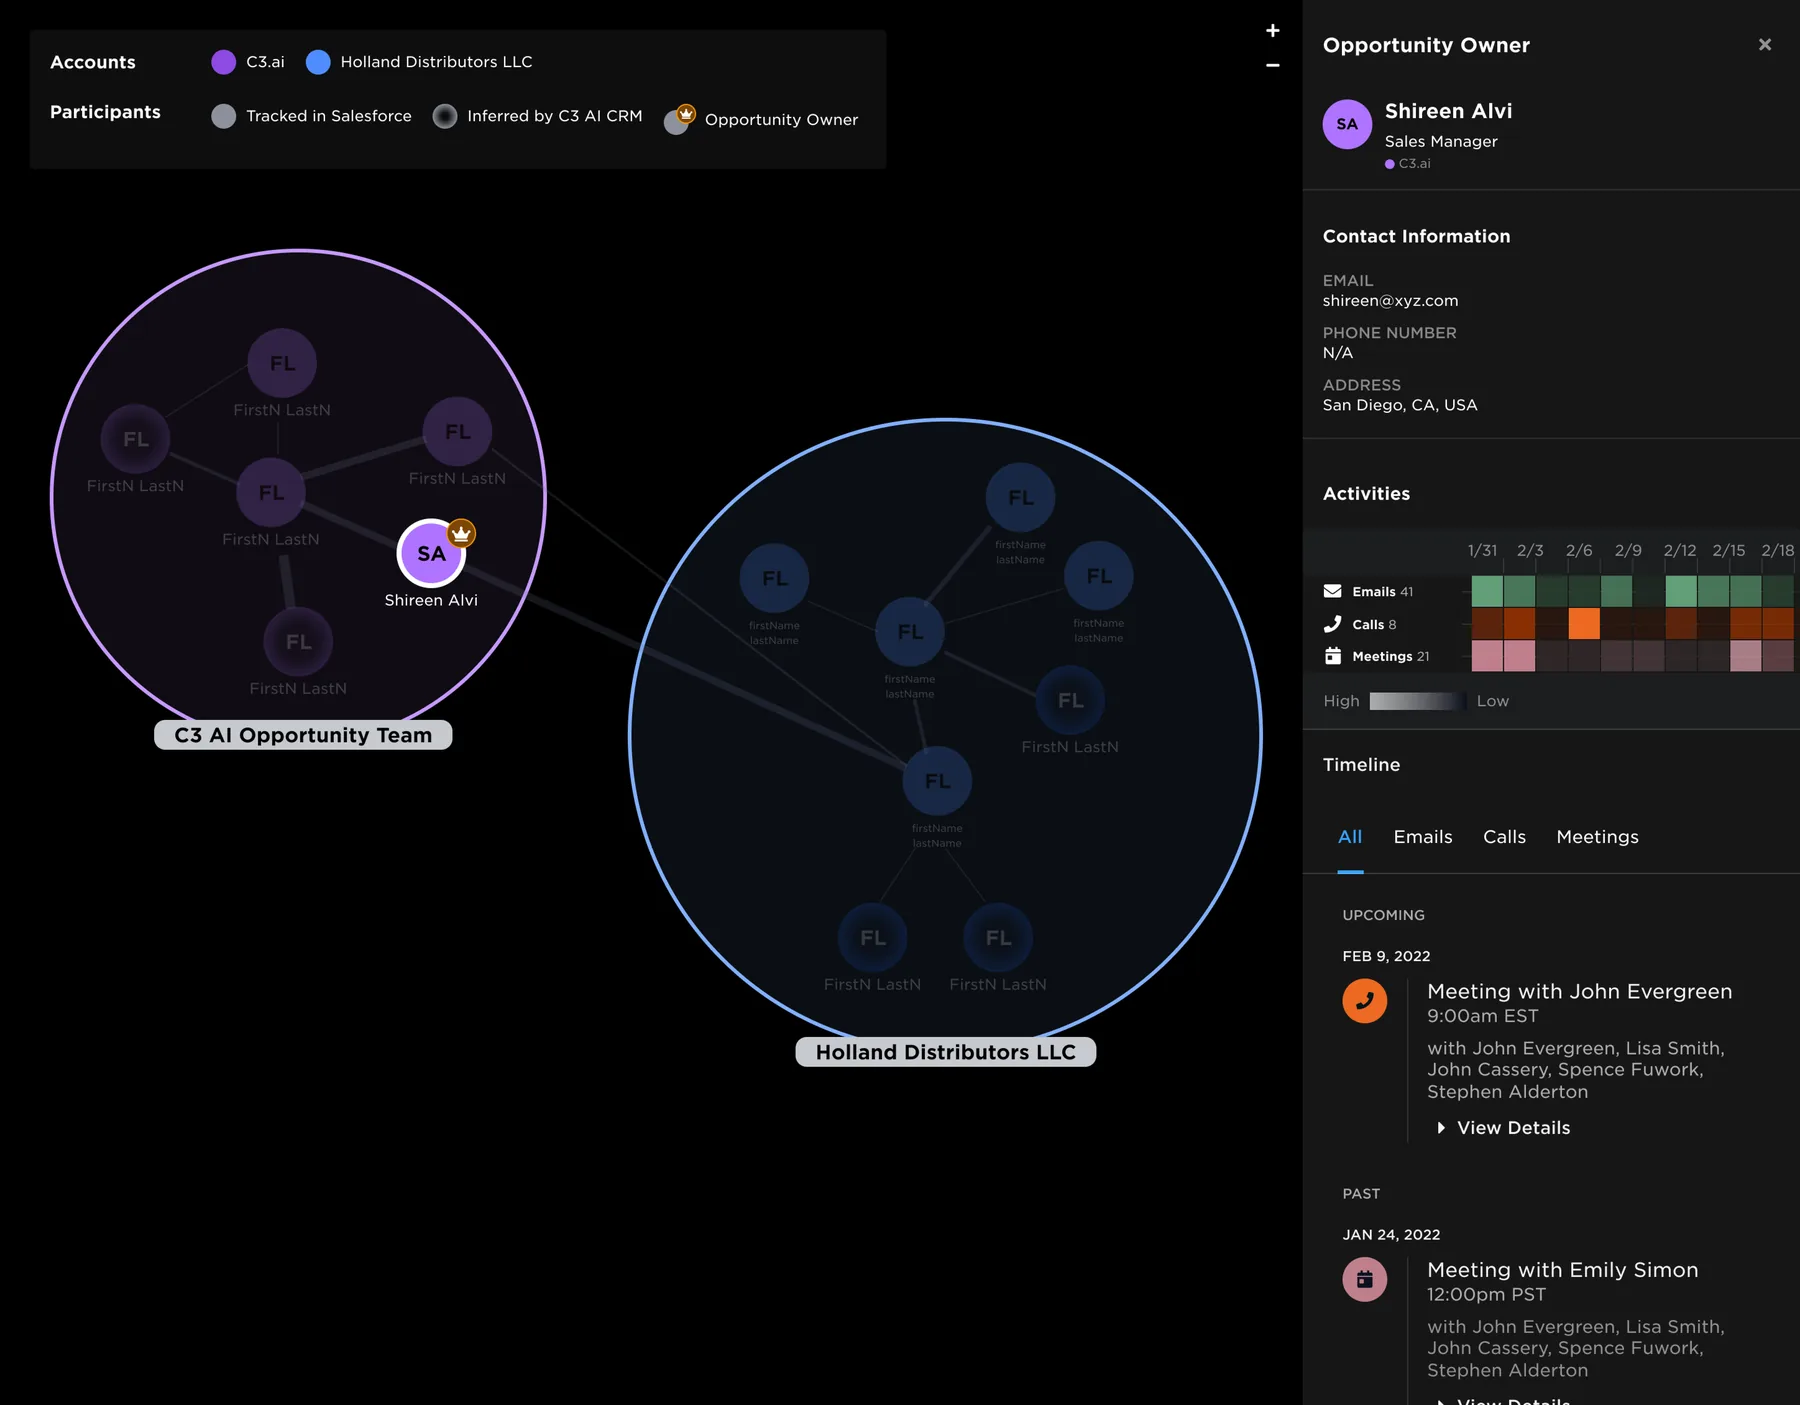 Accounts
C3.ai
Holland Distributors LLC
Participants
Tracked in Salesforce
Inferred by C3 AI CRM
Opportunity Owner
+
−
FL
FirstN LastN
FL
FirstN LastN
FL
FirstN LastN
FL
FirstN LastN
SA
Shireen Alvi
FL
FirstN LastN
C3 AI Opportunity Team
FL
firstName
lastName
FL
firstName
lastName
FL
firstName
lastName
FL
firstName
lastName
FL
FirstN LastN
FL
firstName
lastName
FL
FirstN LastN
FL
FirstN LastN
Holland Distributors LLC
Opportunity Owner
SA
Shireen Alvi
Sales Manager
C3.ai
Contact Information
EMAIL
shireen@xyz.com
PHONE NUMBER
N/A
ADDRESS
San Diego, CA, USA
Activities
1/31 2/3 2/6 2/9 2/12 2/15 2/18
Emails 41
Calls 8
Meetings 21
High
Low
Timeline
All Emails Calls Meetings
UPCOMING
FEB 9, 2022
Meeting with John Evergreen
9:00am EST
with John Evergreen, Lisa Smith,
John Cassery, Spence Fuwork,
Stephen Alderton
View Details
PAST
JAN 24, 2022
Meeting with Emily Simon
12:00pm PST
with John Evergreen, Lisa Smith,
John Cassery, Spence Fuwork,
Stephen Alderton
View Details